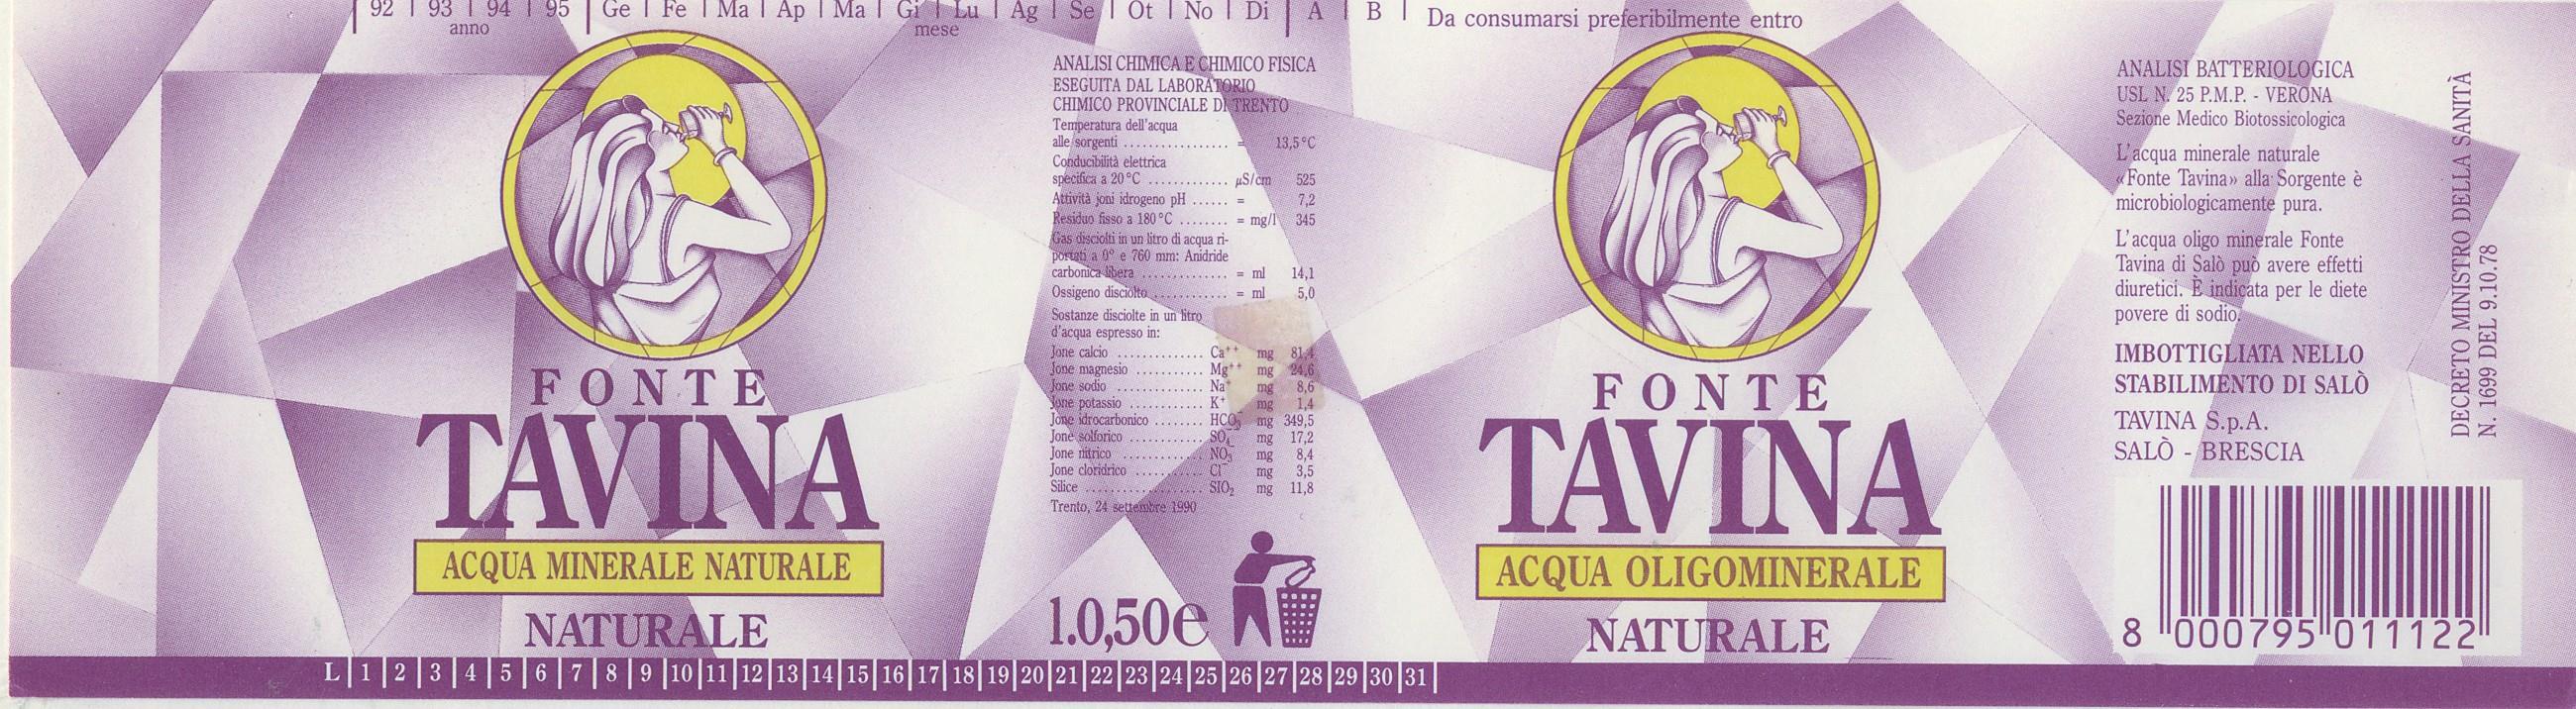 92 | 93 | 94 | 95 | Ge | Fe | Ma | Ap | Ma | Gi | Lu | Ag | Se | Ot | No | Di | A | B | Da consumarsi preferibilmente entro
anno mese
FONTE
TAVINA
ACQUA MINERALE NATURALE
NATURALE
ANALISI CHIMICA E CHIMICO FISICA
ESEGUITA DAL LABORATORIO
CHIMICO PROVINCIALE DI TRENTO
Temperatura dell'acqua
alle sorgenti ................ = 13,5°C
Conducibilità elettrica
specifica a 20°C ............. µS/cm 525
Attività joni idrogeno pH ...... = 7,2
Residuo fisso a 180°C ........ = mg/l 345
Gas disciolti in un litro di acqua ri-
portati a 0° e 760 mm: Anidride
carbonica libera .............. = ml 14,1
Ossigeno disciolto ............ = ml 5,0
Sostanze disciolte in un litro
d'acqua espresso in:
Jone calcio .............. Ca++ mg 81,4
Jone magnesio ........... Mg++ mg 24,6
Jone sodio .............. Na+ mg 8,6
Jone potassio ........... K+ mg 1,4
Jone idrocarbonico ........ HCO3- mg 349,5
Jone solforico ............ SO4-- mg 17,2
Jone nitrico .............. NO3- mg 8,4
Jone cloridrico ........... Cl- mg 3,5
Silice .................... SIO2 mg 11,8
Trento, 24 settembre 1990
1.0,50e
FONTE
TAVINA
ACQUA OLIGOMINERALE
NATURALE
ANALISI BATTERIOLOGICA
USL N. 25 P.M.P. - VERONA
Sezione Medico Biotossicologica
L'acqua minerale naturale
«Fonte Tavina» alla Sorgente è
microbiologicamente pura.
L'acqua oligo minerale Fonte
Tavina di Salò può avere effetti
diuretici. È indicata per le diete
povere di sodio.
IMBOTTIGLIATA NELLO
STABILIMENTO DI SALÒ
TAVINA S.p.A.
SALÒ - BRESCIA
DECRETO MINISTRO DELLA SANITÀ
N. 1699 DEL 9.10.78
8 000795 011122
L | 1 | 2 | 3 | 4 | 5 | 6 | 7 | 8 | 9 | 10 | 11 | 12 | 13 | 14 | 15 | 16 | 17 | 18 | 19 | 20 | 21 | 22 | 23 | 24 | 25 | 26 | 27 | 28 | 29 | 30 | 31 |